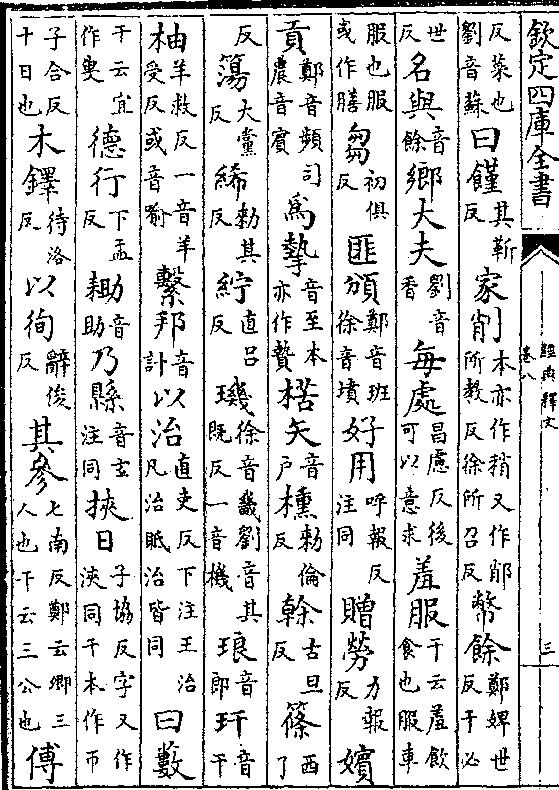 欽定四庫全書
經典釋文
卷八
三
反菜也劉音蘇曰饉其靳反家削本亦作稍又作䣄所教反徐所召反幣餘鄭婢世反干必
世反名與音餘鄉大夫劉音香每處昌慮反後可以意求羞服干云羞飲食也服車
服也服或作膳芻初俱反匪頒鄭音班徐音墳好用呼報反注同贈勞力報反嬪
貢鄭音頻司農音賓為摯音至本亦作贄楛矢音戶櫄勑倫反榦古旦反篠西了
反簜大黨反絺勑其反紵直呂反璣徐音畿劉音其既反一音機琅音郎玕音干
柚羊救反一音羊受反或音喻繫邦音計以治直吏反下注王治凡治甿治皆同曰藪
干云宜作叟德行下孟反耡音助乃縣音玄注同挾日子協反字又作浹同干本作帀
子合反十日也木鐸待洛反以徇辭俊反其參七南反鄭云卿三人也干云三公也傅